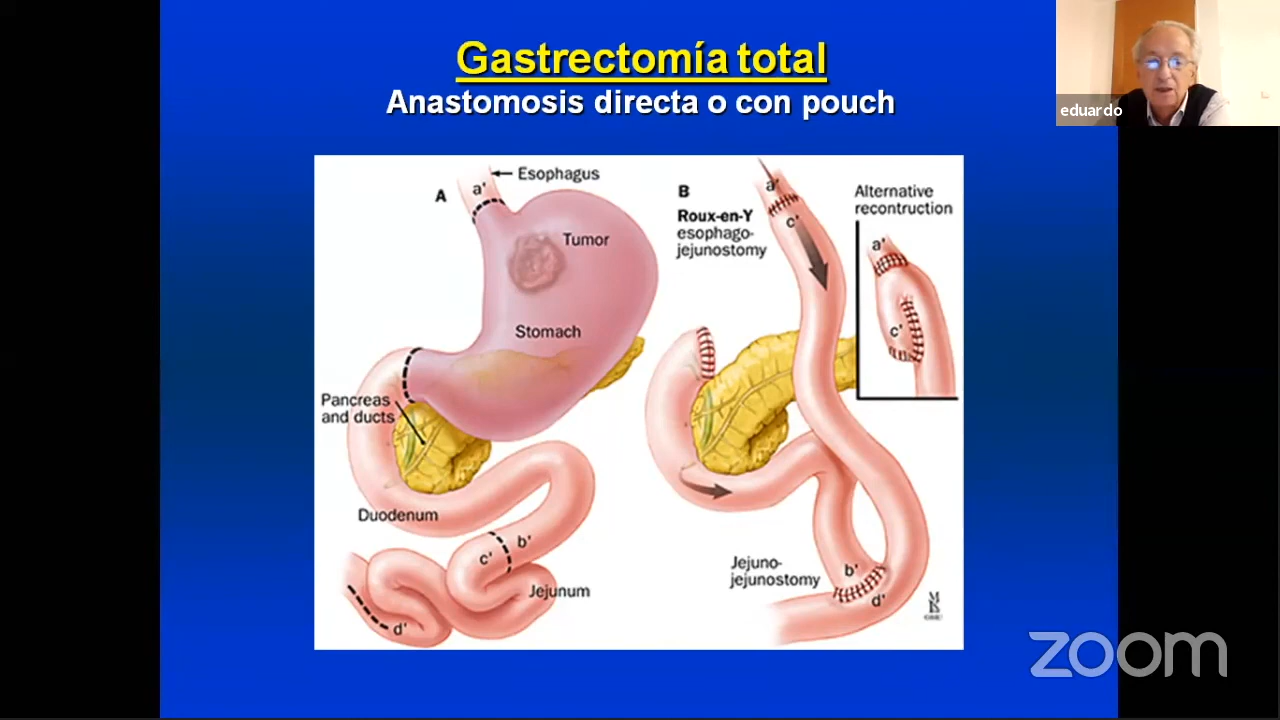 Gastrectomía total
Anastomosis directa o con pouch
eduardo
A
a'
Esophagus
Tumor
Stomach
Pancreas
and ducts
Duodenum
c'
b'
Jejunum
d'
B
Roux-en-Y
esophago-
jejunostomy
a'
c'
Jejuno-
jejunostomy
b'
d'
Alternative
recontruction
a'
c'
zoom